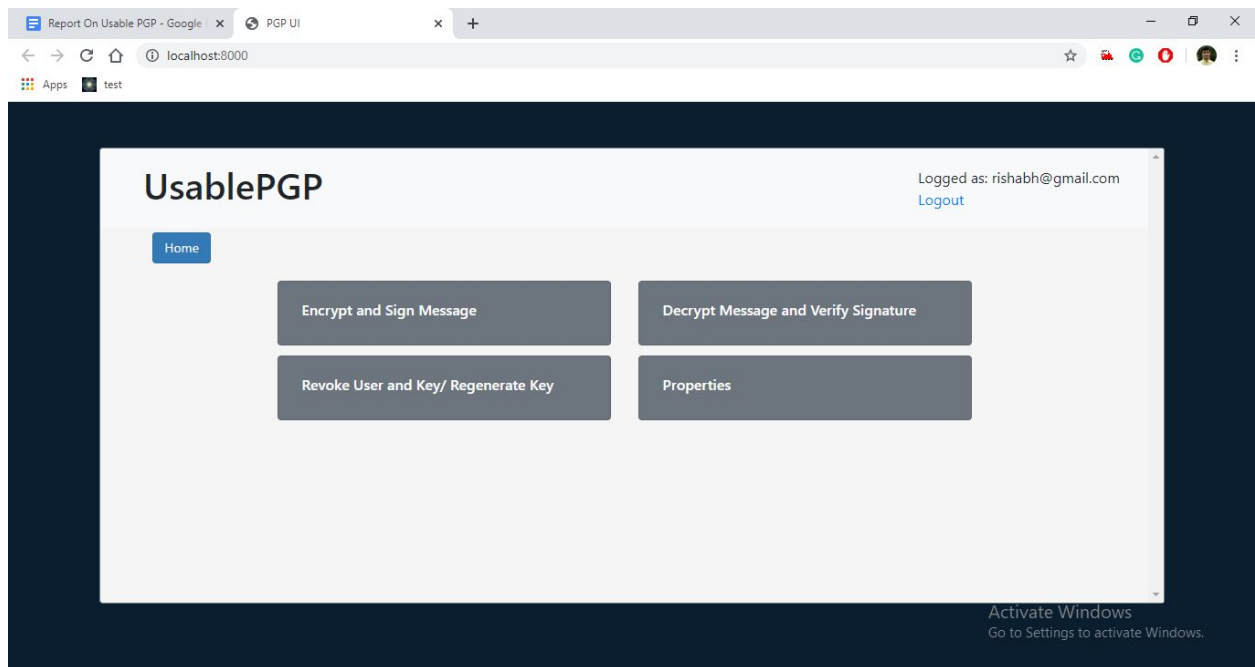 Report On Usable PGP - Google
PGP UI
localhost:8000
Apps
test
UsablePGP
Logged as: rishabh@gmail.com
Logout
Home
Encrypt and Sign Message
Decrypt Message and Verify Signature
Revoke User and Key/ Regenerate Key
Properties
Activate Windows
Go to Settings to activate Windows.